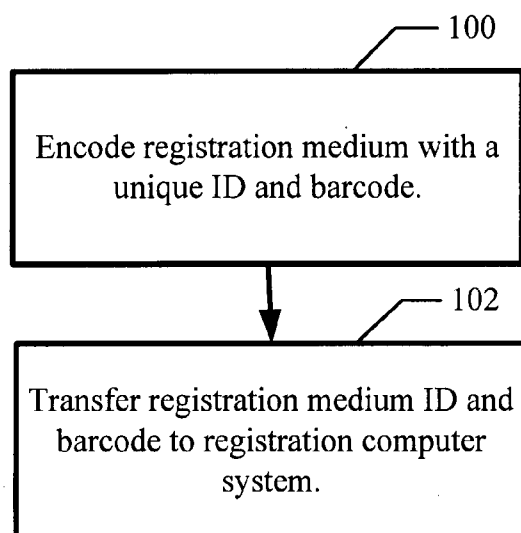 100
Encode registration medium with a
unique ID and barcode.
102
Transfer registration medium ID and
barcode to registration computer
system.